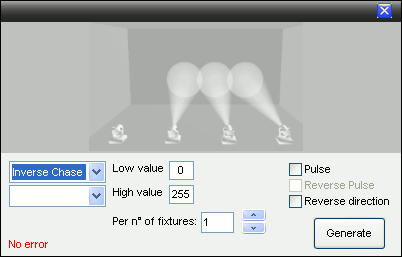 Inverse Chase
Low value 0
High value 255
Per n° of fixtures: 1
Pulse
Reverse Pulse
Reverse direction
Generate
No error